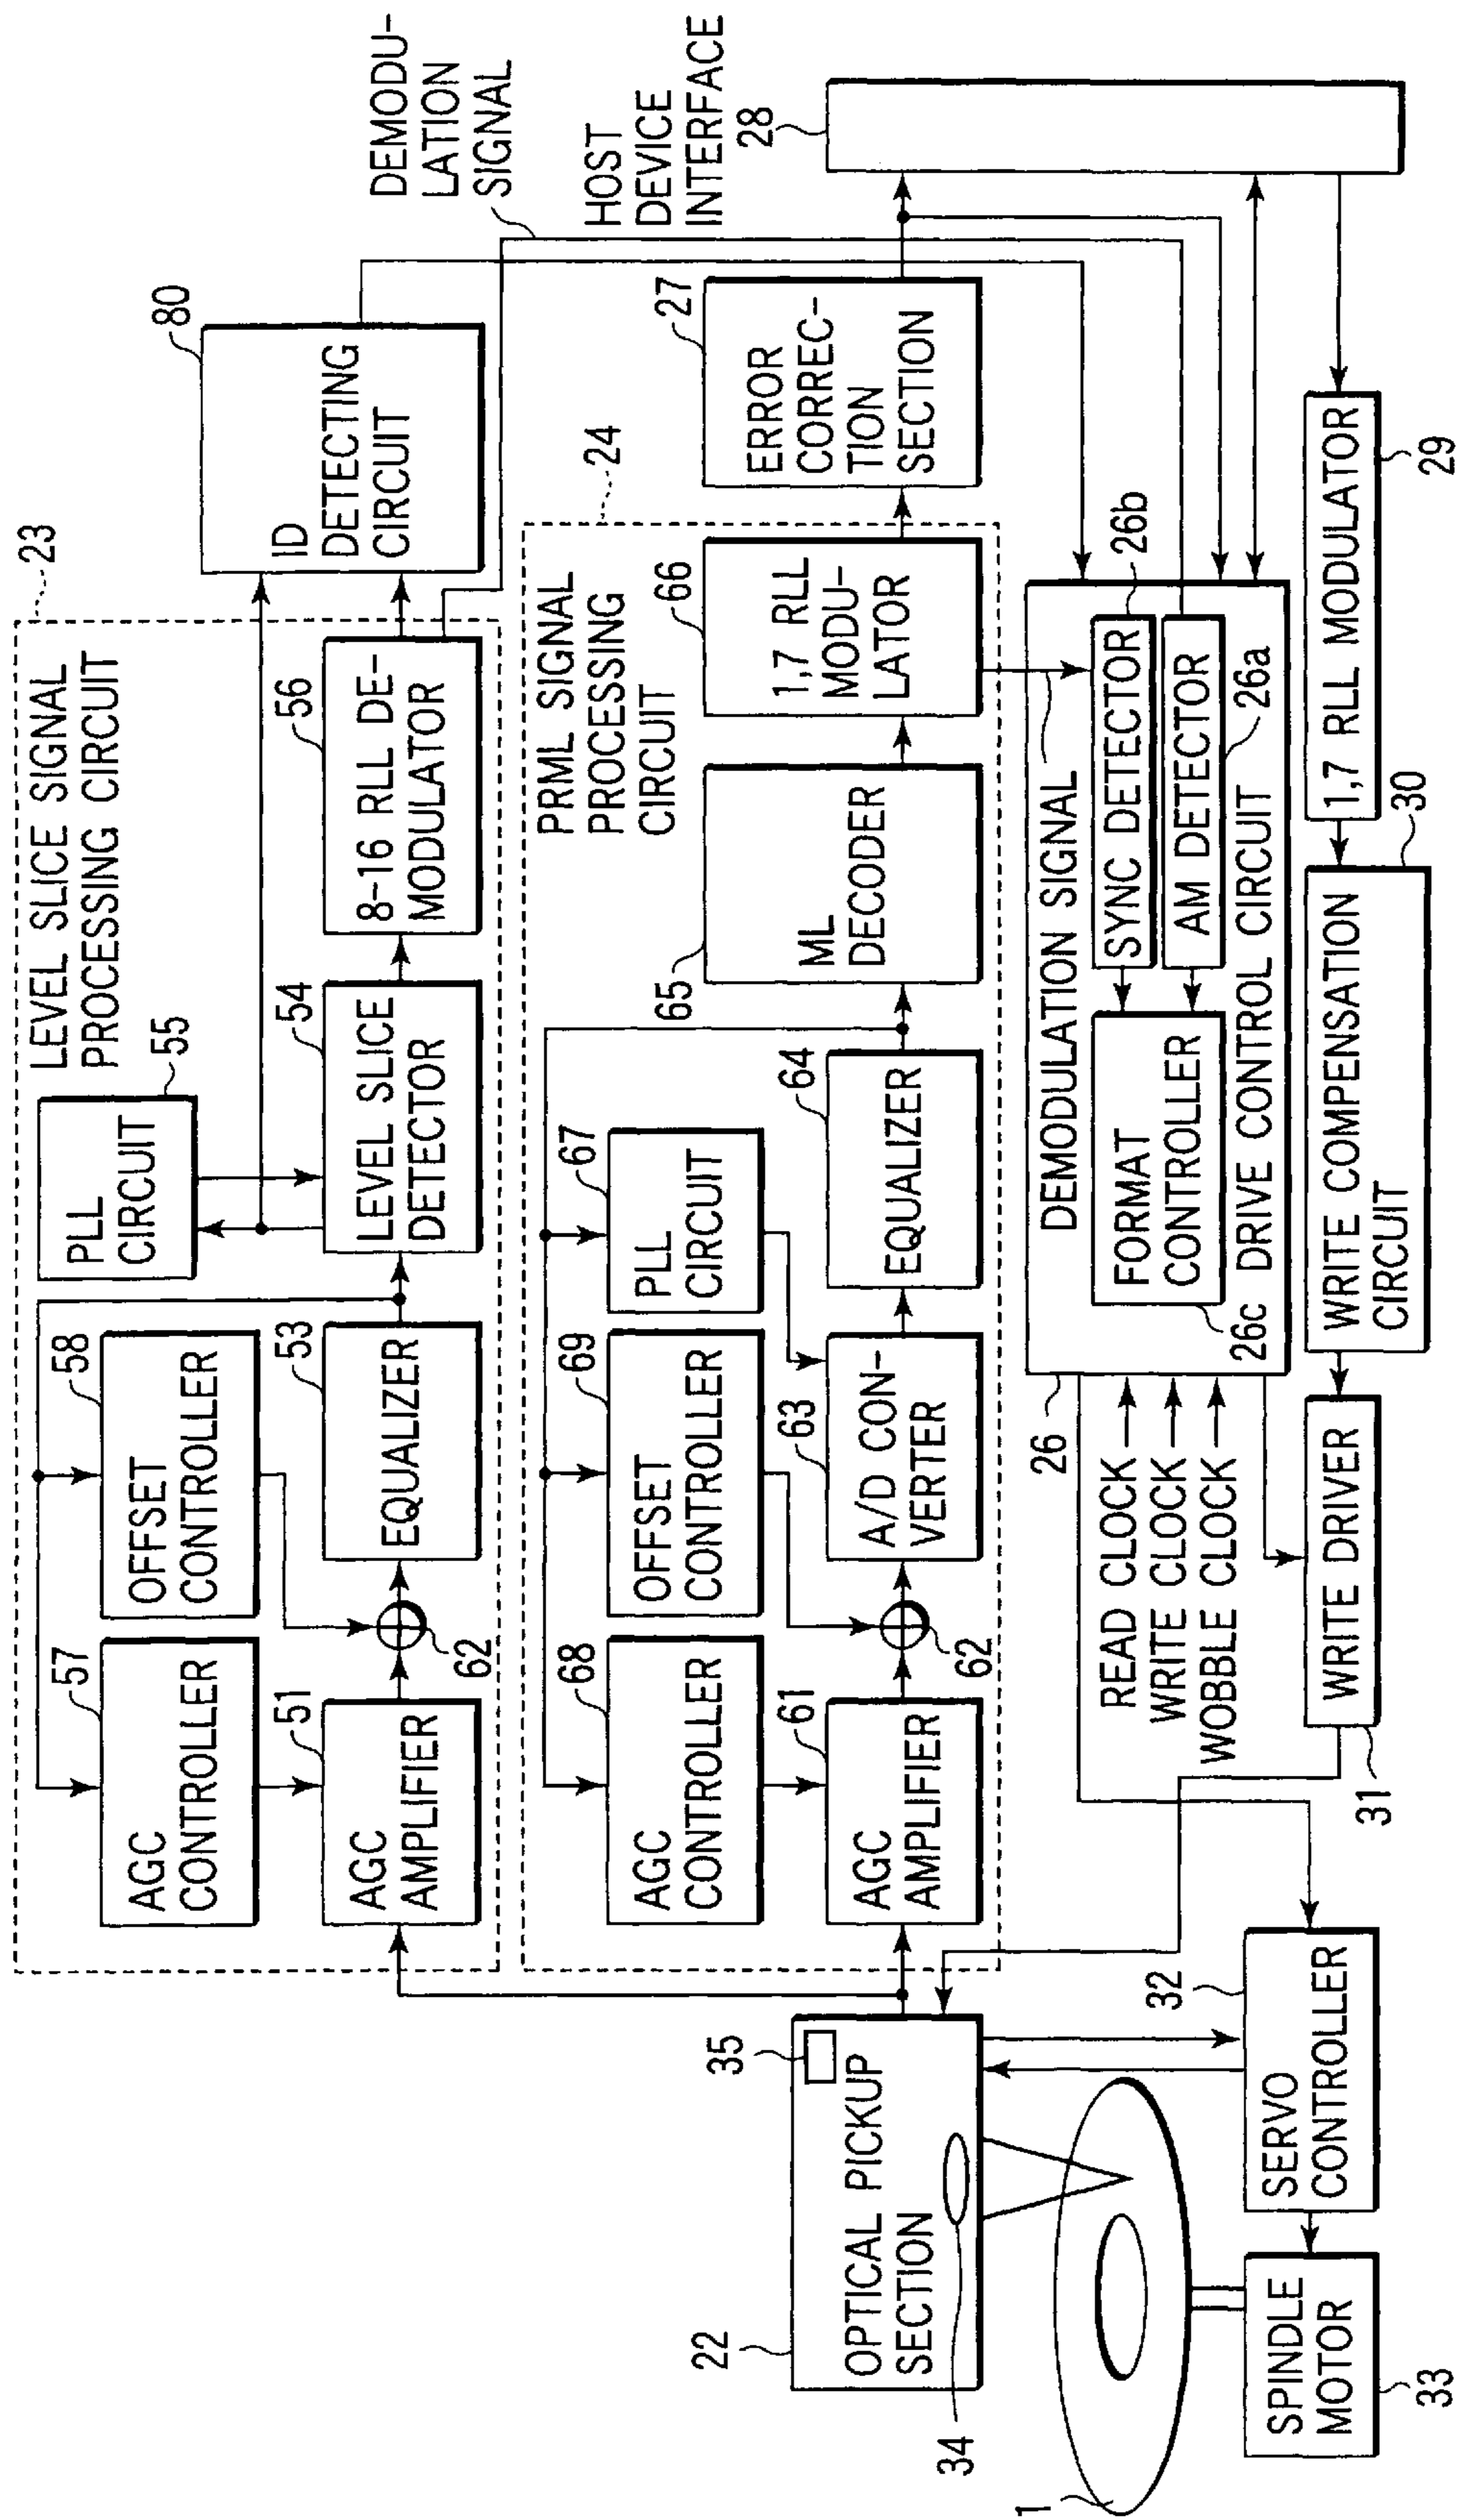 LEVEL SLICE SIGNAL
PROCESSING CIRCUIT
23
57
AGC
CONTROLLER
58
OFFSET
CONTROLLER
PLL
CIRCUIT
55
51
AGC
AMPLIFIER
62
53
EQUALIZER
54
LEVEL SLICE
DETECTOR
56
8-16 RLL DE-
MODULATOR
80
ID
DETECTING
CIRCUIT
DEMODU-
LATION
SIGNAL
PRML SIGNAL
PROCESSING
CIRCUIT
24
68
AGC
CONTROLLER
69
OFFSET
CONTROLLER
67
PLL
CIRCUIT
61
AGC
AMPLIFIER
62
63
A/D CON-
VERTER
64
EQUALIZER
65
ML
DECODER
66
1,7 RLL
MODU-
LATOR
27
ERROR
CORREC-
TION
SECTION
HOST
DEVICE
INTERFACE
28
22
35
OPTICAL PICKUP
SECTION
34
1
26
DEMODULATION SIGNAL
FORMAT
CONTROLLER
26c
SYNC DETECTOR
26b
AM DETECTOR
26a
DRIVE CONTROL CIRCUIT
READ CLOCK
WRITE CLOCK
WOBBLE CLOCK
SPINDLE
MOTOR
33
SERVO
CONTROLLER
32
WRITE DRIVER
31
WRITE COMPENSATION
CIRCUIT
30
1,7 RLL MODULATOR
29